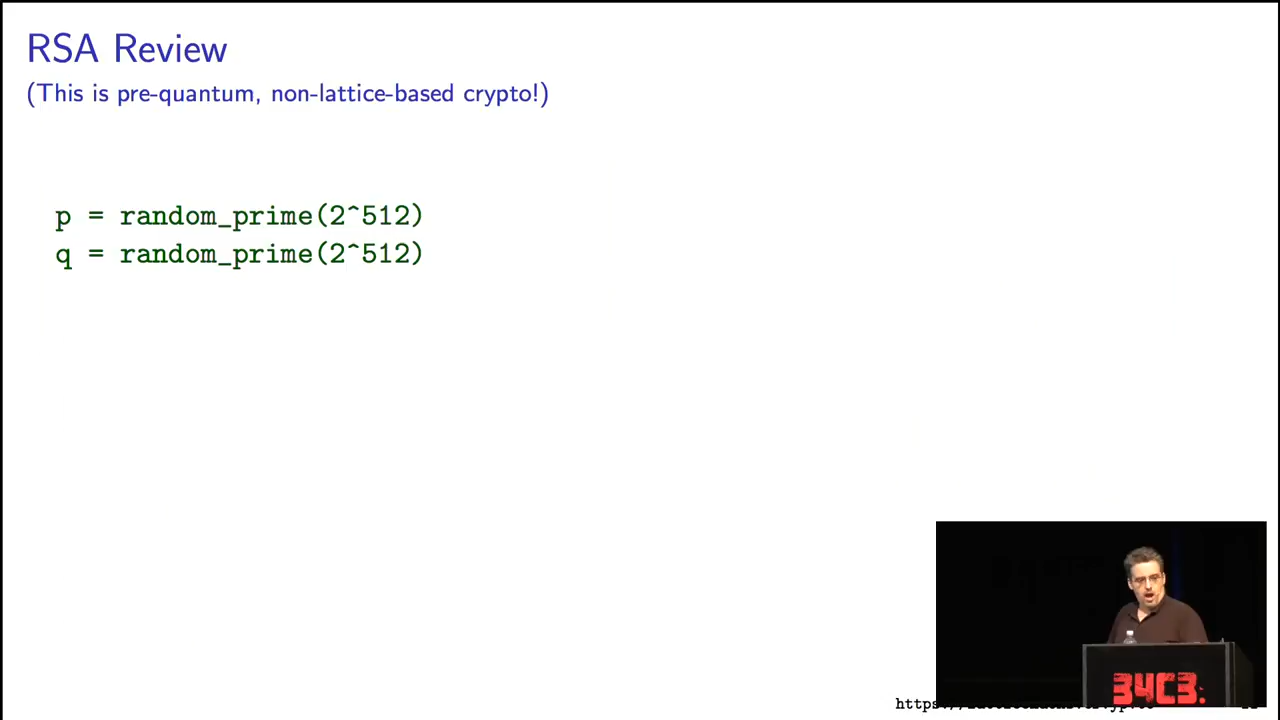 RSA Review
(This is pre-quantum, non-lattice-based crypto!)
p = random_prime(2^512)
q = random_prime(2^512)
34C3: